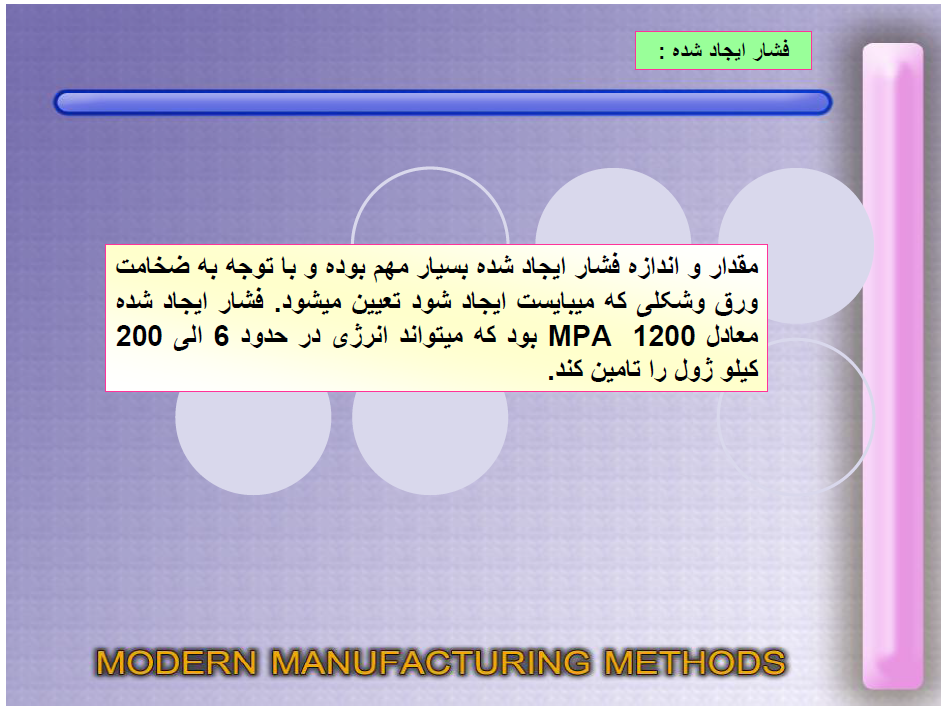 فشار ایجاد شده :
مقدار و اندازه فشار ایجاد شده بسیار مهم بوده و با توجه به ضخامت
ورق وشکلی که میبایست ایجاد شود تعیین میشود. فشار ایجاد شده
معادل 1200 MPA بود که میتواند انرژی در حدود 6 الی 200
کیلو ژول را تامین کند.
MODERN MANUFACTURING METHODS